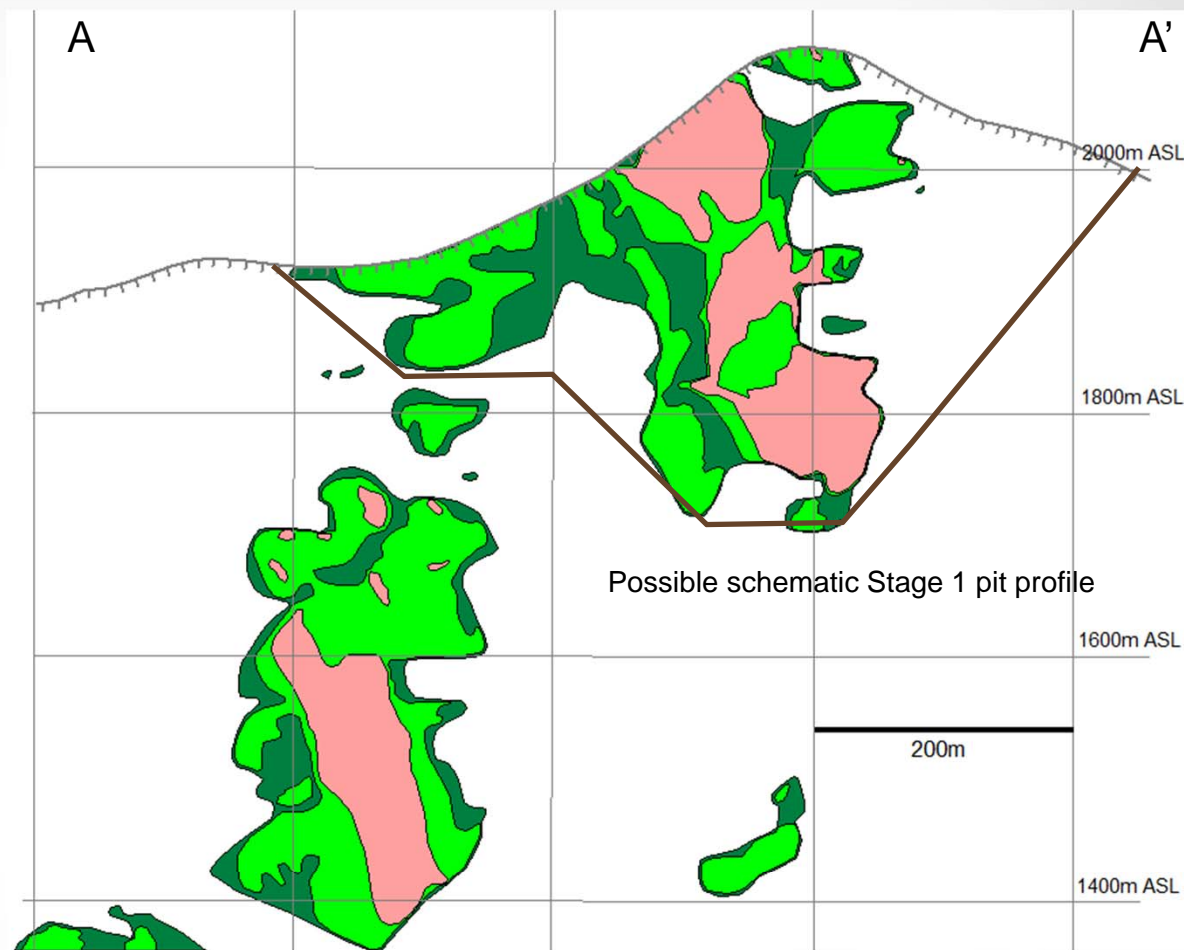 A
A'
2000m ASL
1800m ASL
Possible schematic Stage 1 pit profile
1600m ASL
200m
1400m ASL